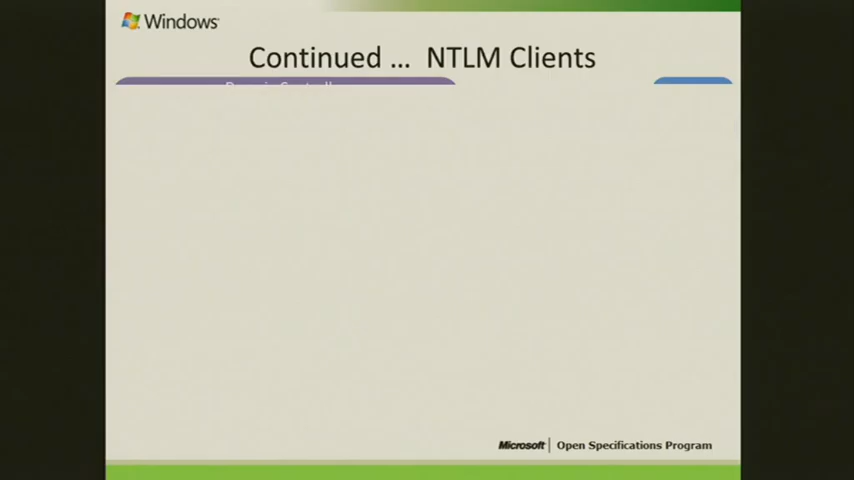 Windows
Continued ... NTLM Clients
Microsoft Open Specifications Program